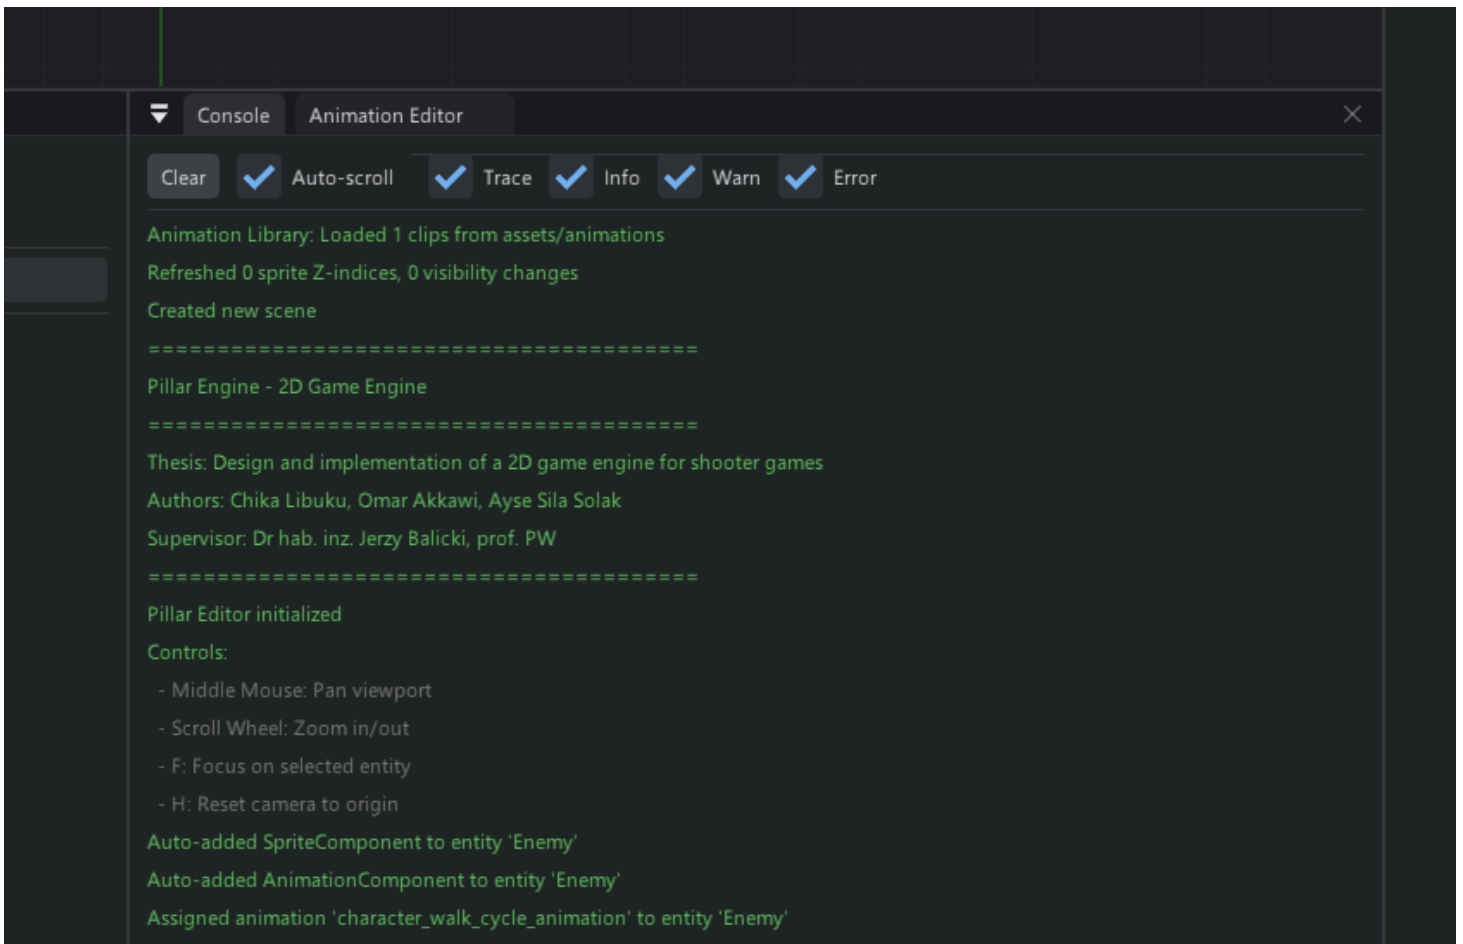 Console Animation Editor
Clear Auto-scroll Trace Info Warn Error
Animation Library: Loaded 1 clips from assets/animations
Refreshed 0 sprite Z-indices, 0 visibility changes
Created new scene
========================================
Pillar Engine - 2D Game Engine
========================================
Thesis: Design and implementation of a 2D game engine for shooter games
Authors: Chika Libuku, Omar Akkawi, Ayse Sila Solak
Supervisor: Dr hab. inz. Jerzy Balicki, prof. PW
========================================
Pillar Editor initialized
Controls:
- Middle Mouse: Pan viewport
- Scroll Wheel: Zoom in/out
- F: Focus on selected entity
- H: Reset camera to origin
Auto-added SpriteComponent to entity 'Enemy'
Auto-added AnimationComponent to entity 'Enemy'
Assigned animation 'character_walk_cycle_animation' to entity 'Enemy'